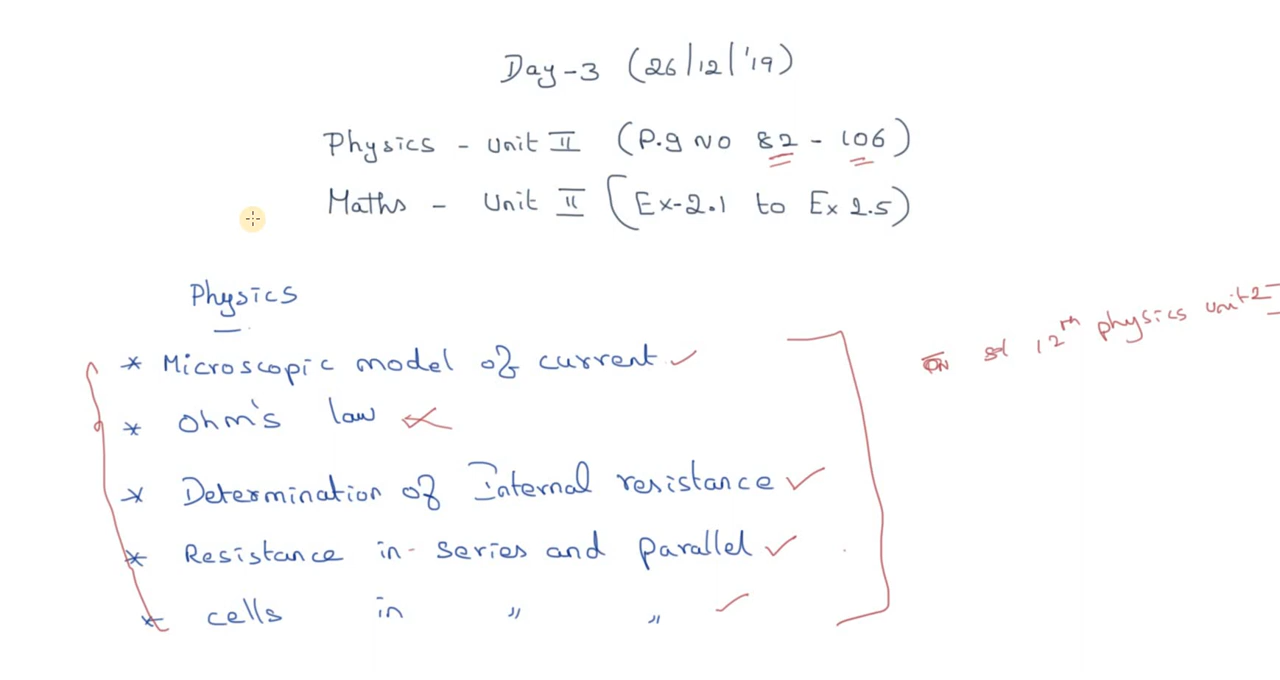 Day-3 (26/12/'19)
Physics - Unit II (P.g No 82 - 106)
Maths - Unit II (Ex-2.1 to Ex 2.5)
Physics
* Microscopic model of current ✓
* Ohm's law
* Determination of Internal resistance ✓
* Resistance in series and parallel ✓
* cells in " " ✓
12th physics unit 2